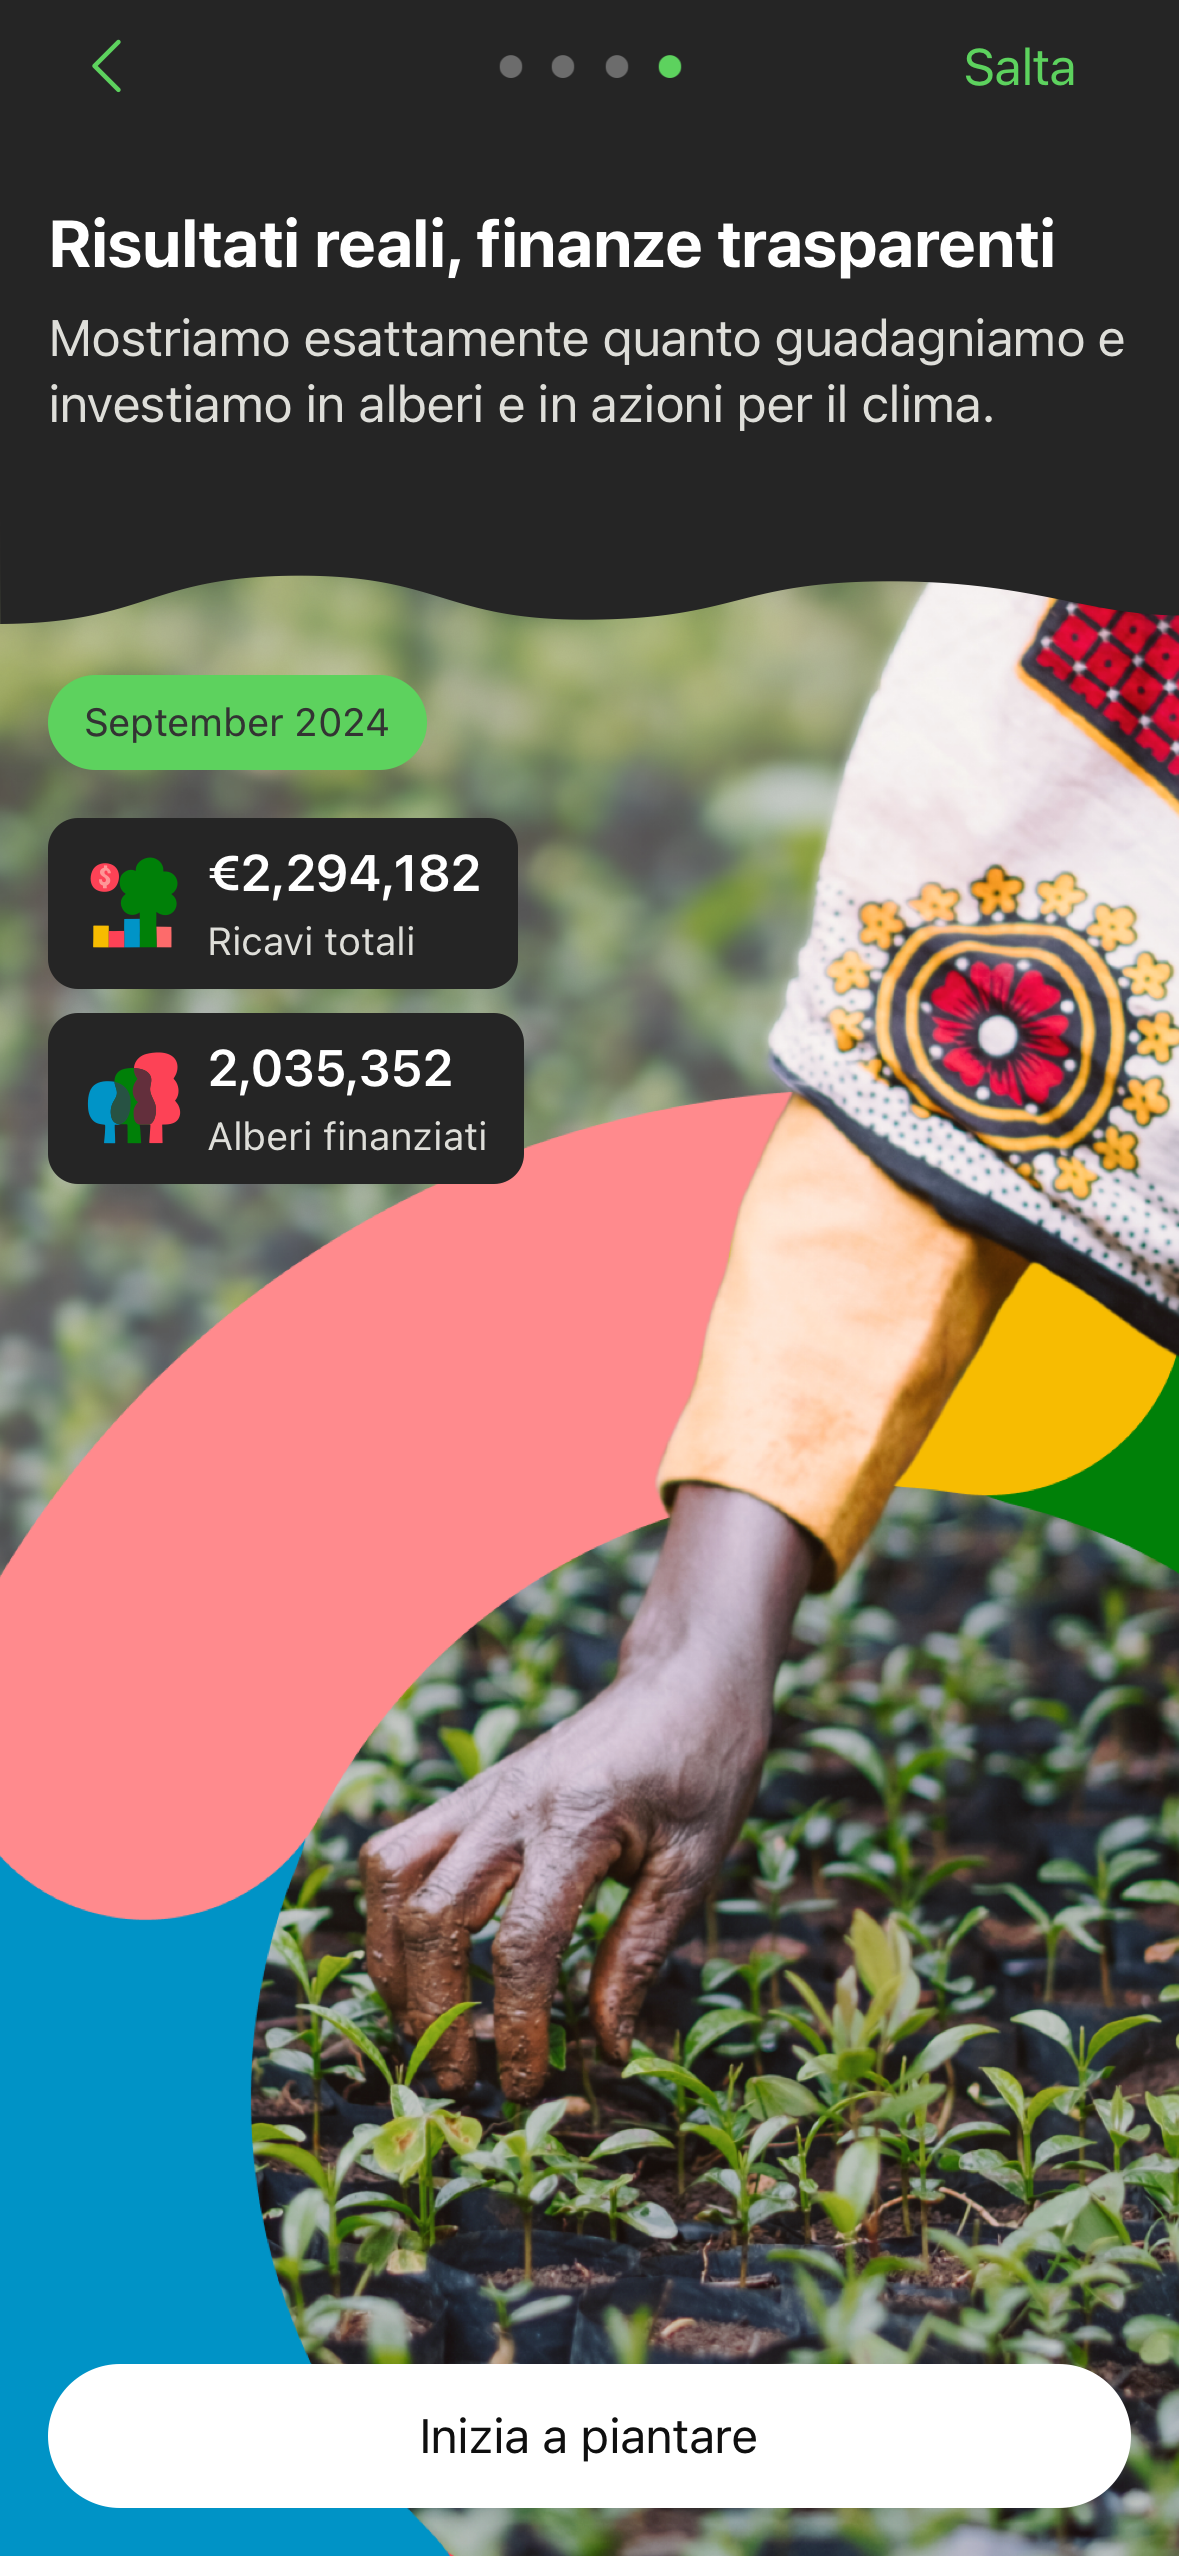 Salta
Risultati reali, finanze trasparenti
Mostriamo esattamente quanto guadagniamo e
investiamo in alberi e in azioni per il clima.
September 2024
€2,294,182
Ricavi totali
2,035,352
Alberi finanziati
Inizia a piantare